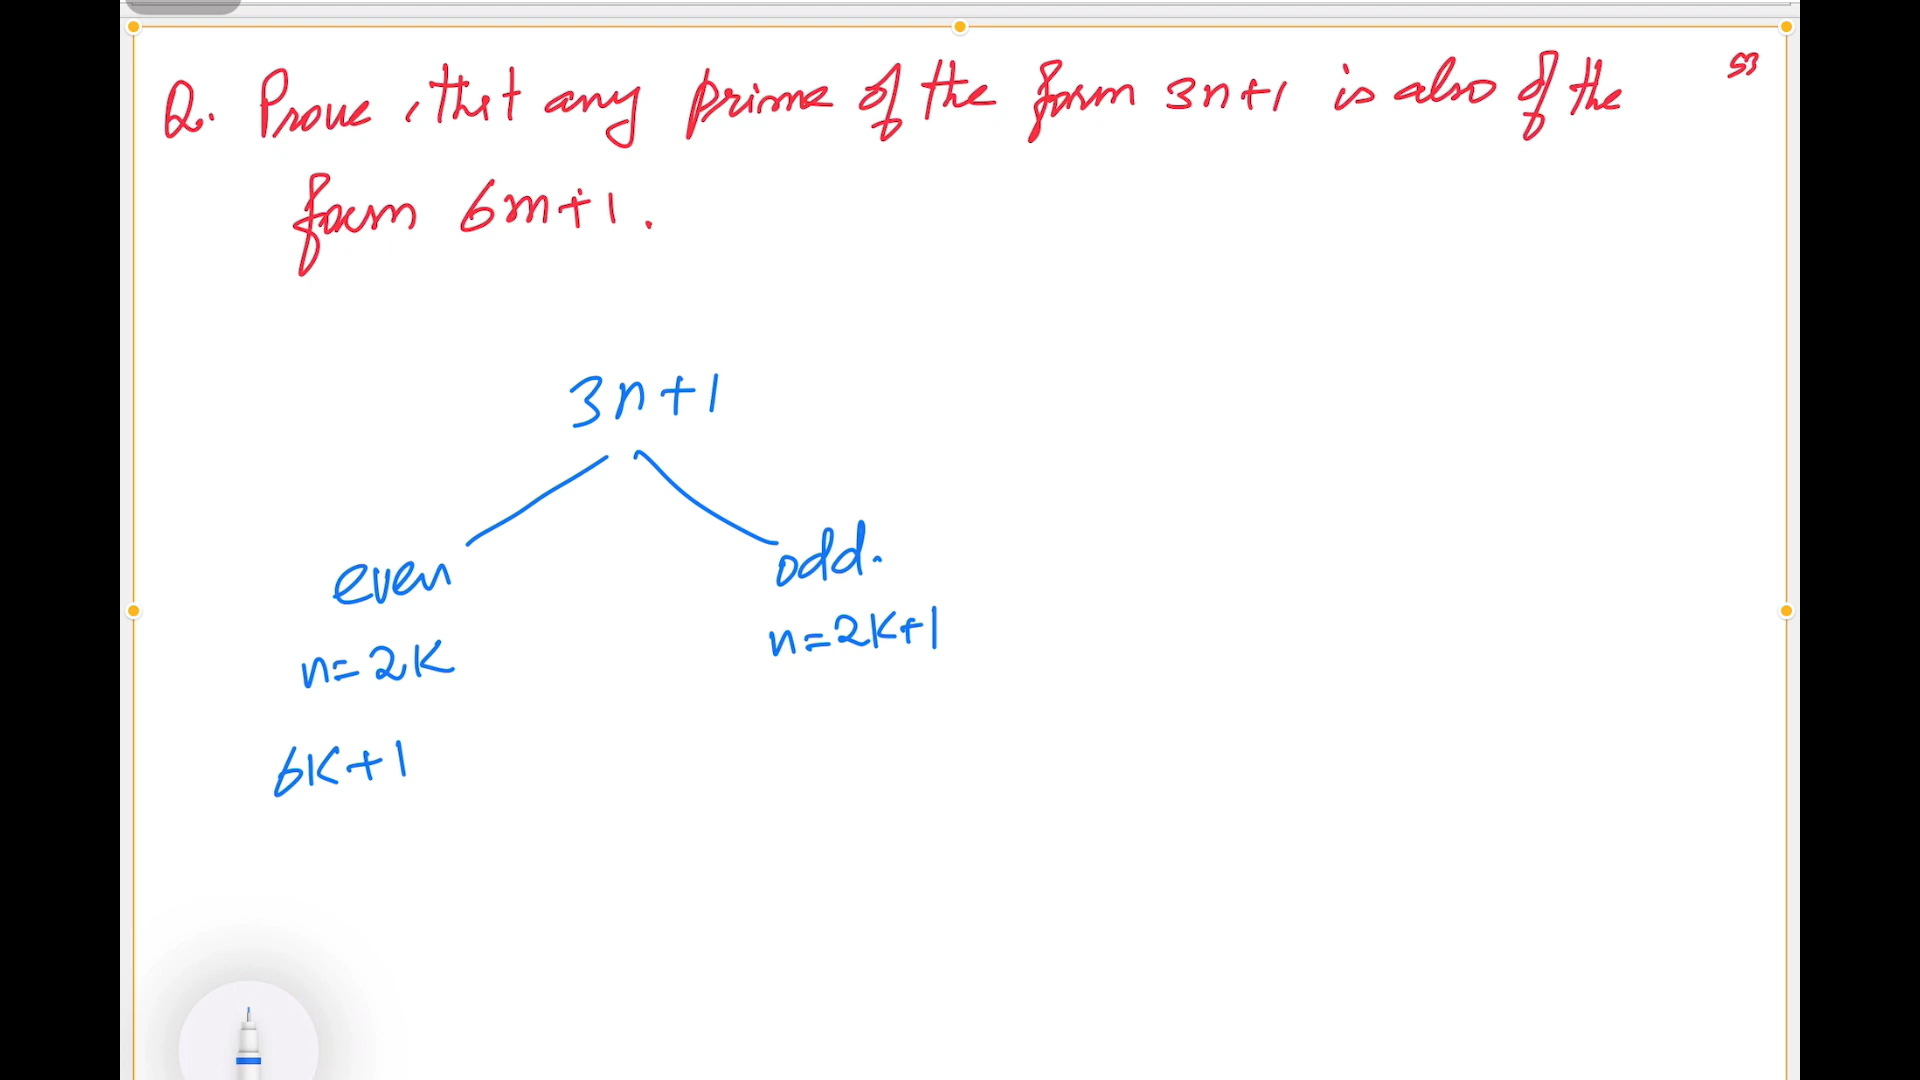 Q. Prove that any prime of the form 3n+1 is also of the 53
form 6m+1.
3n+1
even odd.
n=2K n=2K+1
6K+1